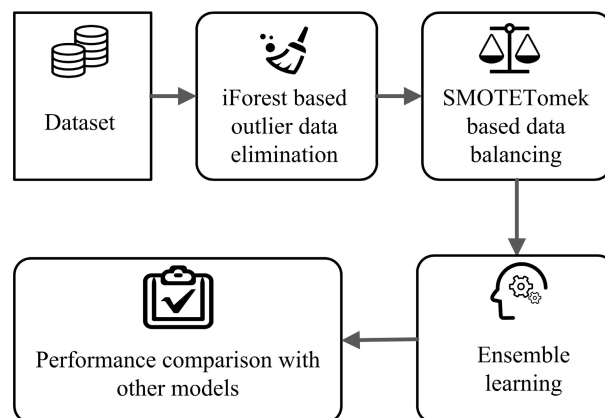 Dataset
iForest based
outlier data
elimination
SMOTETomek
based data
balancing
Ensemble
learning
Performance comparison with
other models